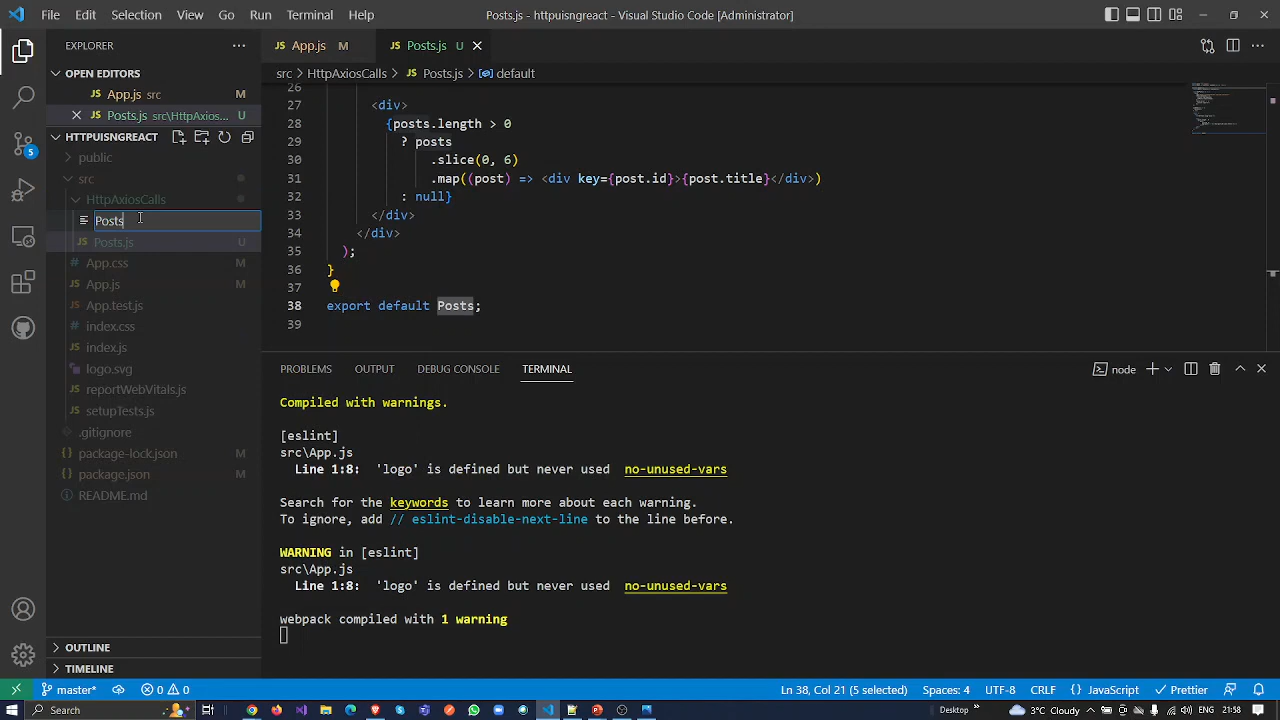 File Edit Selection View Go Run Terminal Help Posts.js - httpuisngreact - Visual Studio Code [Administrator]
EXPLORER
OPEN EDITORS
App.js src M
Posts.js src\HttpAxios... U
HTTPUISNGREACT
public
src
HttpAxiosCalls
Posts
Posts.js U
App.css M
App.js M
App.test.js
index.css
index.js
logo.svg
reportWebVitals.js
setupTests.js
.gitignore
package-lock.json M
package.json M
README.md
OUTLINE
TIMELINE
App.js M Posts.js U
src > HttpAxiosCalls > Posts.js > default
26
27 <div>
28 {posts.length > 0
29 ? posts
30 .slice(0, 6)
31 .map((post) => <div key={post.id}>{post.title}</div>)
32 : null}
33 </div>
34 </div>
35 );
36 }
37
38 export default Posts;
39
PROBLEMS OUTPUT DEBUG CONSOLE TERMINAL node
Compiled with warnings.
[eslint]
src\App.js
Line 1:8: 'logo' is defined but never used no-unused-vars
Search for the keywords to learn more about each warning.
To ignore, add // eslint-disable-next-line to the line before.
WARNING in [eslint]
src\App.js
Line 1:8: 'logo' is defined but never used no-unused-vars
webpack compiled with 1 warning
5
master* 0 0 Ln 38, Col 21 (5 selected) Spaces: 4 UTF-8 CRLF {} JavaScript Prettier
Search Desktop 3°C Cloudy ENG 21:58